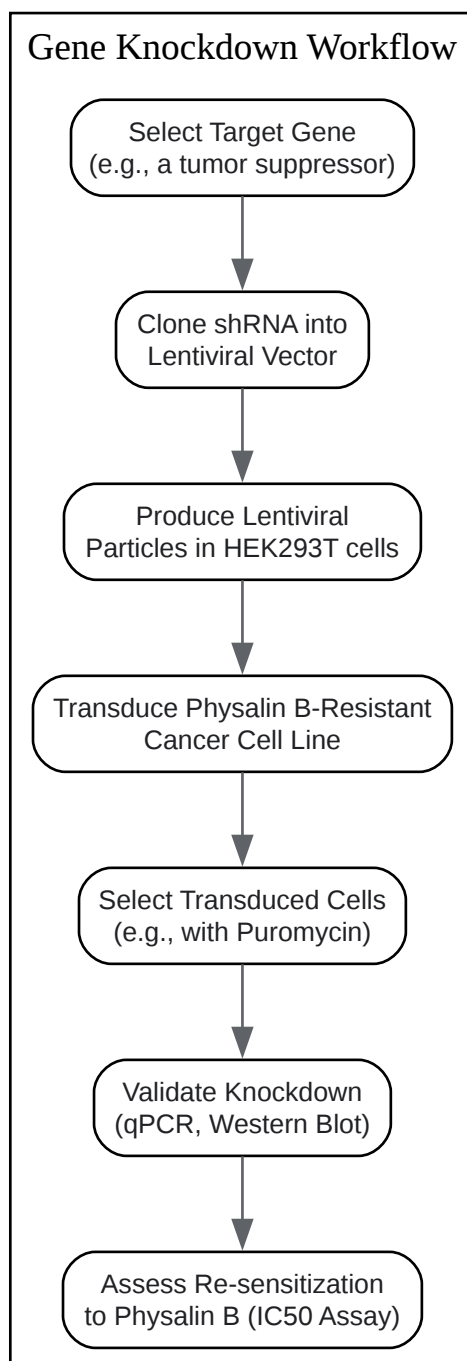 Gene Knockdown Workflow
Select Target Gene
(e.g., a tumor suppressor)
Clone shRNA into
Lentiviral Vector
Produce Lentiviral
Particles in HEK293T cells
Transduce Physalin B-Resistant
Cancer Cell Line
Select Transduced Cells
(e.g., with Puromycin)
Validate Knockdown
(qPCR, Western Blot)
Assess Re-sensitization
to Physalin B (IC50 Assay)